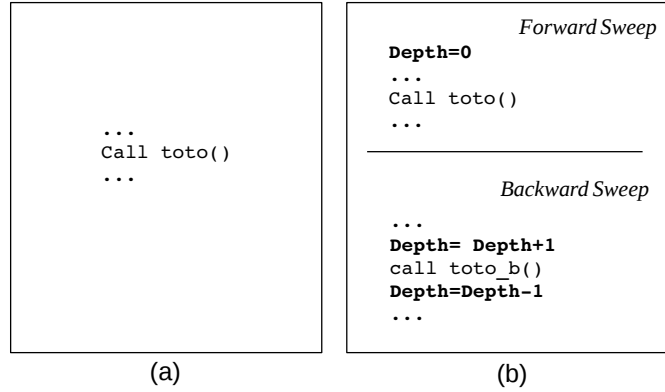 ...
Call toto()
...
(a)
Forward Sweep
Depth=0
...
Call toto()
...
Backward Sweep
...
Depth= Depth+1
call toto_b()
Depth=Depth-1
...
(b)